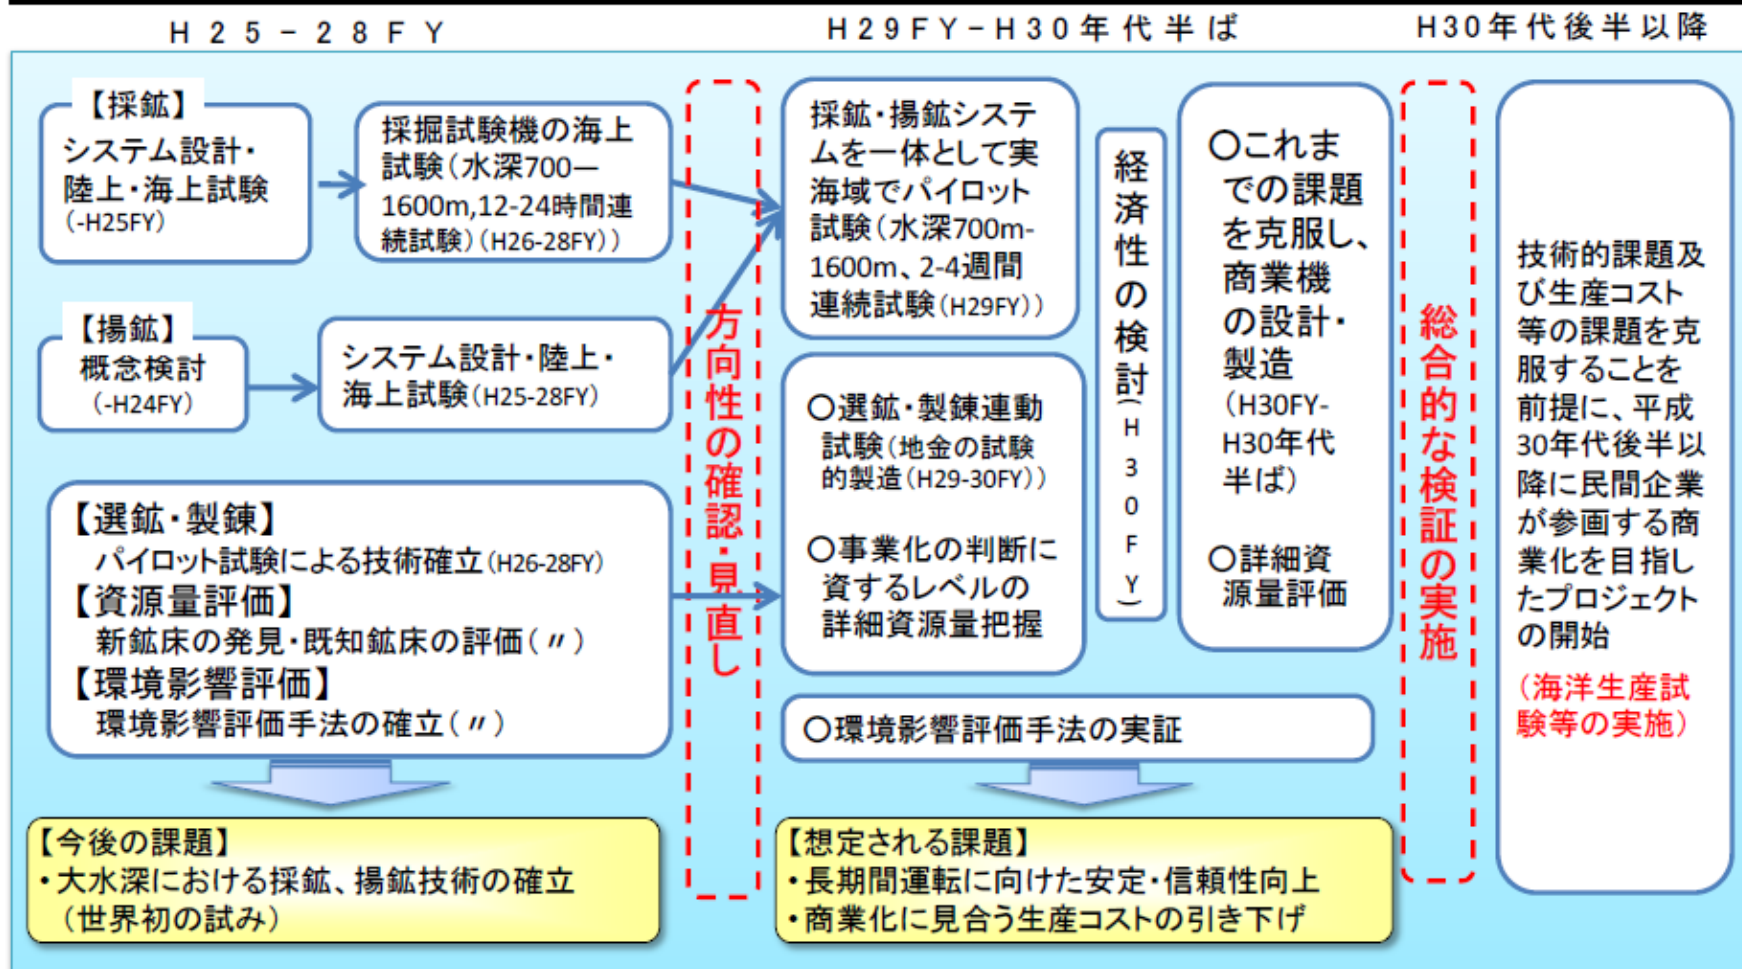 H25-28FY
H29FY-H30年代半ば
H30年代後半以降
【採鉱】
システム設計・
陸上・海上試験
(-H25FY)
採掘試験機の海上
試験(水深700―
1600m,12-24時間連
続試験)(H26-28FY))
【揚鉱】
概念検討
(-H24FY)
システム設計・陸上・
海上試験(H25-28FY)
【選鉱・製錬】
パイロット試験による技術確立(H26-28FY)
【資源量評価】
新鉱床の発見・既知鉱床の評価(〃)
【環境影響評価】
環境影響評価手法の確立(〃)
【今後の課題】
・大水深における採鉱、揚鉱技術の確立
(世界初の試み)
方向性の確認・見直し
採鉱・揚鉱システ
ムを一体として実
海域でパイロット
試験(水深700m-
1600m、2-4週間
連続試験(H29FY))
〇選鉱・製錬連動
試験(地金の試験
的製造(H29-30FY))
〇事業化の判断に
資するレベルの
詳細資源量把握
経済性の検討(H30FY)
〇これま
での課題
を克服し、
商業機
の設計・
製造
(H30FY-
H30年代
半ば)
〇詳細資
源量評価
〇環境影響評価手法の実証
【想定される課題】
・長期間運転に向けた安定・信頼性向上
・商業化に見合う生産コストの引き下げ
総合的な検証の実施
技術的課題及
び生産コスト
等の課題を克
服することを
前提に、平成
30年代後半以
降に民間企業
が参画する商
業化を目指し
たプロジェクト
の開始
(海洋生産試
験等の実施)